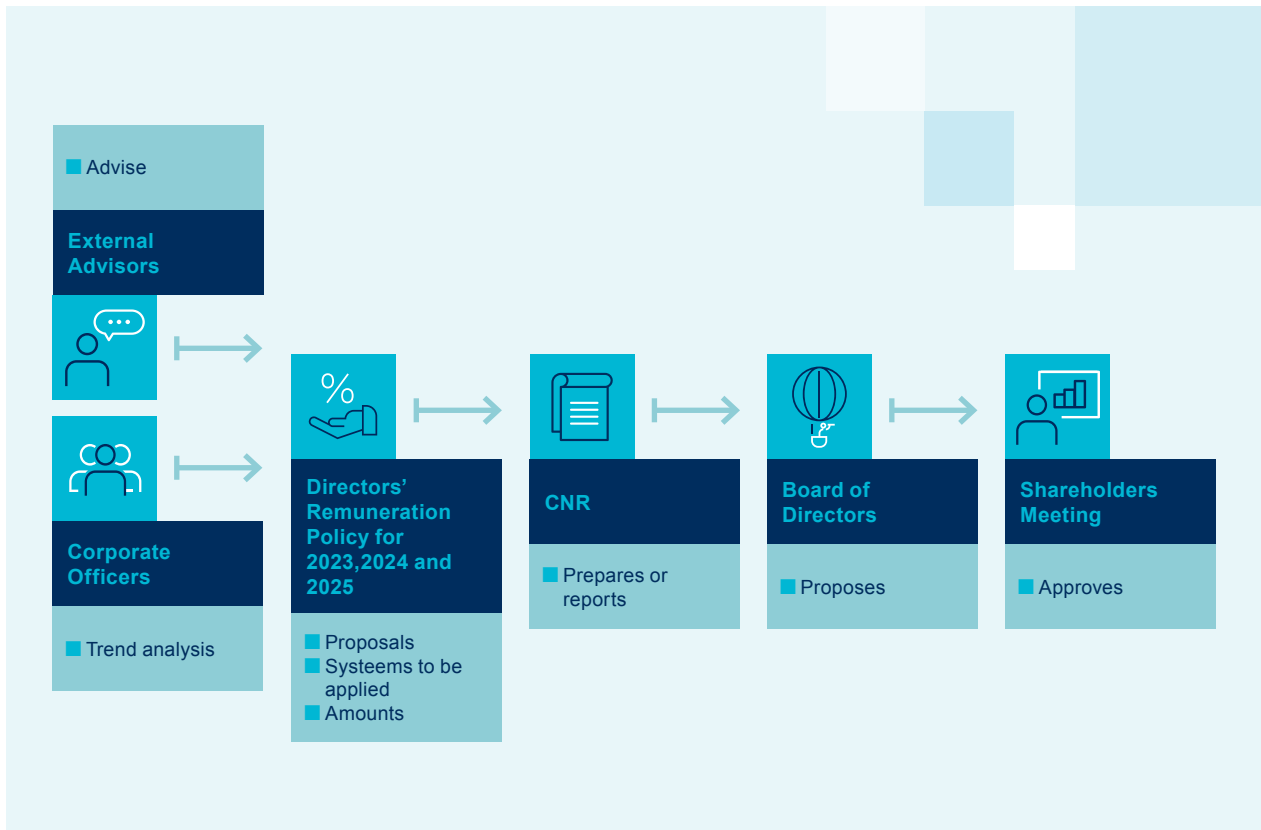 Advise
External
Advisors
Corporate
Officers
Trend analysis
%
Directors’
Remuneration
Policy for
2023,2024 and
2025
Proposals
Systeems to be
applied
Amounts
CNR
Prepares or
reports
Board of
Directors
Proposes
Shareholders
Meeting
Approves